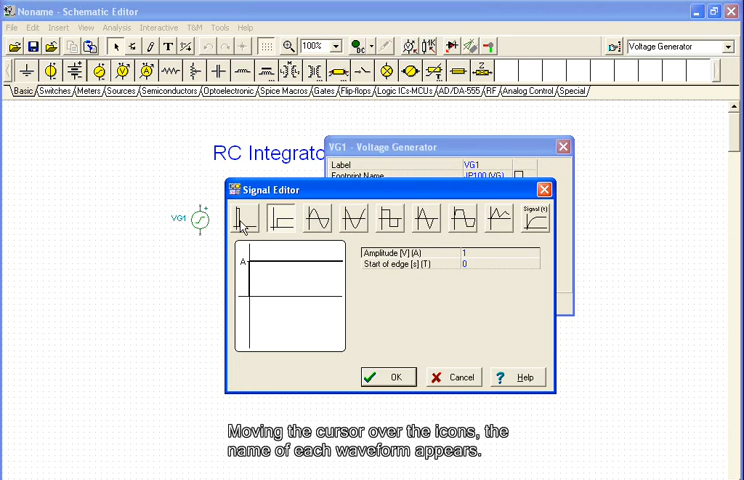 Noname - Schematic Editor
File Edit Insert View Analysis Interactive T&M Tools Help
100% DC Voltage Generator
Basic Switches Meters Sources Semiconductors Optoelectronic Spice Macros Gates Flip-flops Logic ICs-MCUs AD/DA-555 RF Analog Control Special
RC Integrato
VG1 - Voltage Generator
Label VG1
Footprint Name JP100 (VG)
Signal Editor
VG1
Signal (t)
A
Amplitude [V] (A) 1
Start of edge [s] (T) 0
OK Cancel Help
Moving the cursor over the icons, the
name of each waveform appears.